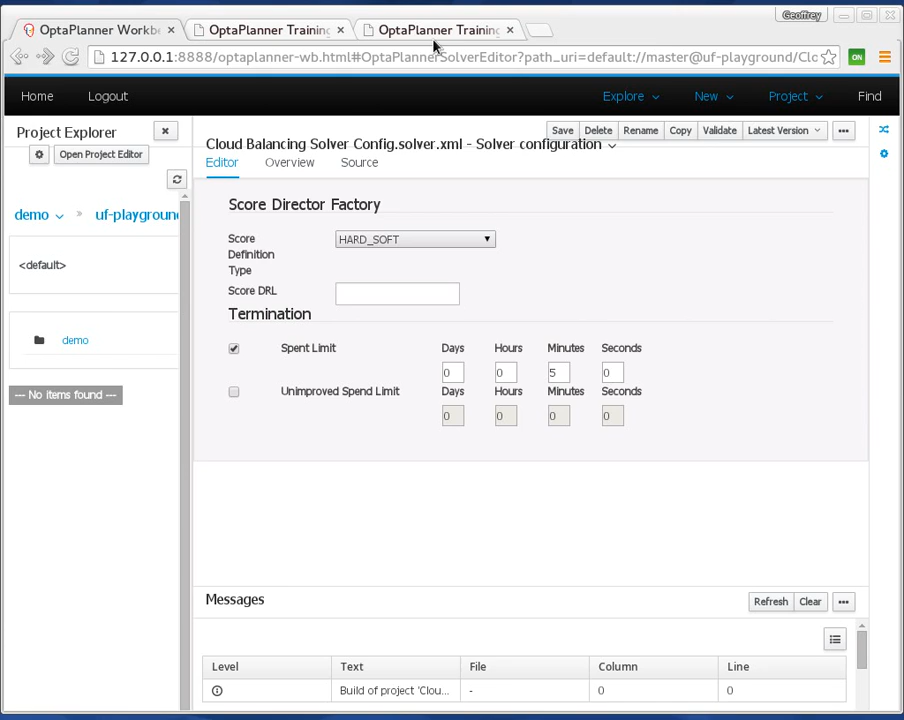 Geoffrey
OptaPlanner Workbe
OptaPlanner Training
OptaPlanner Training
127.0.0.1:8888/optaplanner-wb.html#OptaPlannerSolverEditor?path_uri=default://master@uf-playground/Clo
ON
Home
Logout
Explore
New
Project
Find
Project Explorer
Open Project Editor
demo » uf-playground
<default>
demo
--- No items found ---
Save
Delete
Rename
Copy
Validate
Latest Version
Cloud Balancing Solver Config.solver.xml - Solver configuration
Editor
Overview
Source
Score Director Factory
Score
Definition
Type
HARD_SOFT
Score DRL
Termination
Spent Limit
Days
Hours
Minutes
Seconds
0
0
5
0
Unimproved Spend Limit
Days
Hours
Minutes
Seconds
0
0
0
0
Messages
Refresh
Clear
Level
Text
File
Column
Line
Build of project 'Clou...
-
0
0